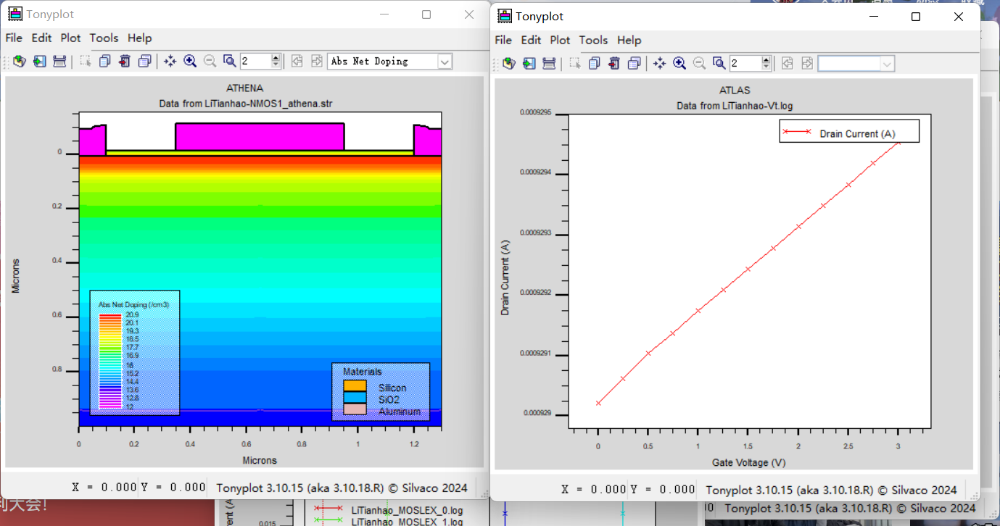 Tonyplot
File Edit Plot Tools Help
2
Abs Net Doping
ATHENA
Data from LiTianhao-NMOS1_athena.str
0
0.2
0.4
0.6
0.8
Microns
Abs Net Doping (/cm3)
20.9
20.1
19.3
18.5
17.7
16.9
16
15.2
14.4
13.6
12.8
12
Materials
Silicon
SiO2
Aluminum
0 0.2 0.4 0.6 0.8 1 1.2
Microns
X = 0.000 Y = 0.000 Tonyplot 3.10.15 (aka 3.10.18.R) © Silvaco 2024
Tonyplot
File Edit Plot Tools Help
2
ATLAS
Data from LiTianhao-Vt.log
Drain Current (A)
0.0009295
0.0009294
0.0009293
0.0009292
0.0009291
0.000929
Drain Current (A)
0 0.5 1 1.5 2 2.5 3
Gate Voltage (V)
X = 0.000 Y = 0.000 Tonyplot 3.10.15 (aka 3.10.18.R) © Silvaco 2024
大会!
0.015
LiTianhao_MOSLEX_0.log
LiTianhao_MOSLEX_1.log
Tonyplot 3.10.15 (aka 3.10.18.R) © Silvaco 2024